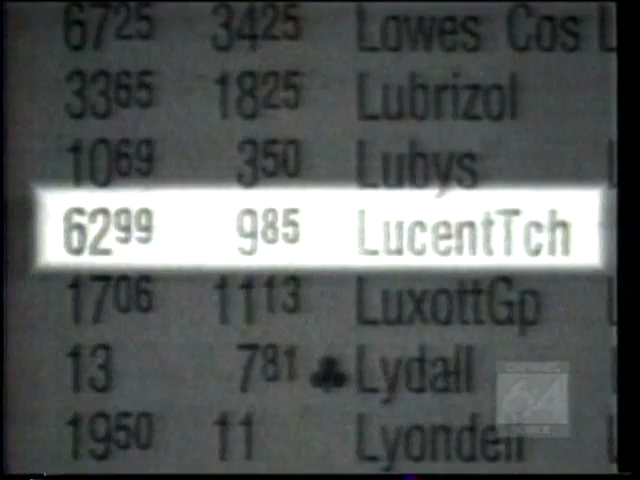 6725 3425 Lowes Cos L
3365 1825 Lubrizol
1069 350 Lubys
6299 985 LucentTch
1706 1113 LuxottGp
13 781 ♣Lydall
1950 11 Lyondell
64